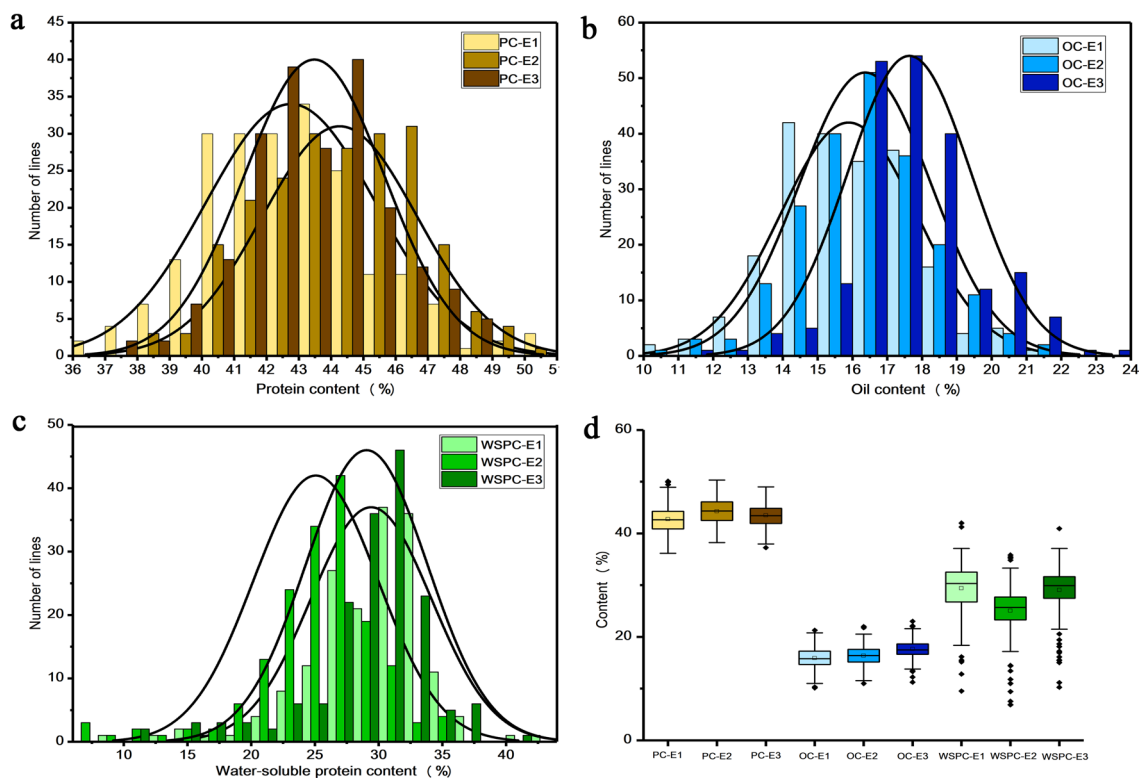 a
45
40
35
30
25
20
15
10
5
0
Number of lines
PC-E1
PC-E2
PC-E3
36 37 38 39 40 41 42 43 44 45 46 47 48 49 50 51
Protein content（%）
b
60
50
40
30
20
10
0
Number of lines
OC-E1
OC-E2
OC-E3
10 11 12 13 14 15 16 17 18 19 20 21 22 23 24
Oil content（%）
c
50
40
30
20
10
0
Number of lines
WSPC-E1
WSPC-E2
WSPC-E3
10 15 20 25 30 35 40
Water-soluble protein content（%）
d
60
40
20
0
Content（%）
PC-E1 PC-E2 PC-E3 OC-E1 OC-E2 OC-E3 WSPC-E1 WSPC-E2 WSPC-E3